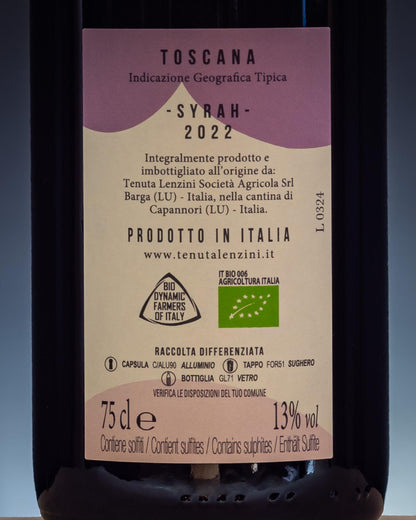 TOSCANA
Indicazione Geografica Tipica
-SYRAH-
2022
Integralmente prodotto e
imbottigliato all'origine da:
Tenuta Lenzini Società Agricola Srl
Barga (LU) - Italia, nella cantina di
Capannori (LU) - Italia.
L 0324
PRODOTTO IN ITALIA
www.tenutalenzini.it
BIO
DYNAMIC
FARMERS
OF ITALY
IT BIO 006
AGRICOLTURA ITALIA
RACCOLTA DIFFERENZIATA
CAPSULA C/ALU90 ALLUMINIO TAPPO FOR51 SUGHERO
BOTTIGLIA GL71 VETRO
VERIFICA LE DISPOSIZIONI DEL TUO COMUNE
75 cl e 13% vol
Contiene solfiti / Contient sulfites / Contains sulphites / Enthält Sulfite